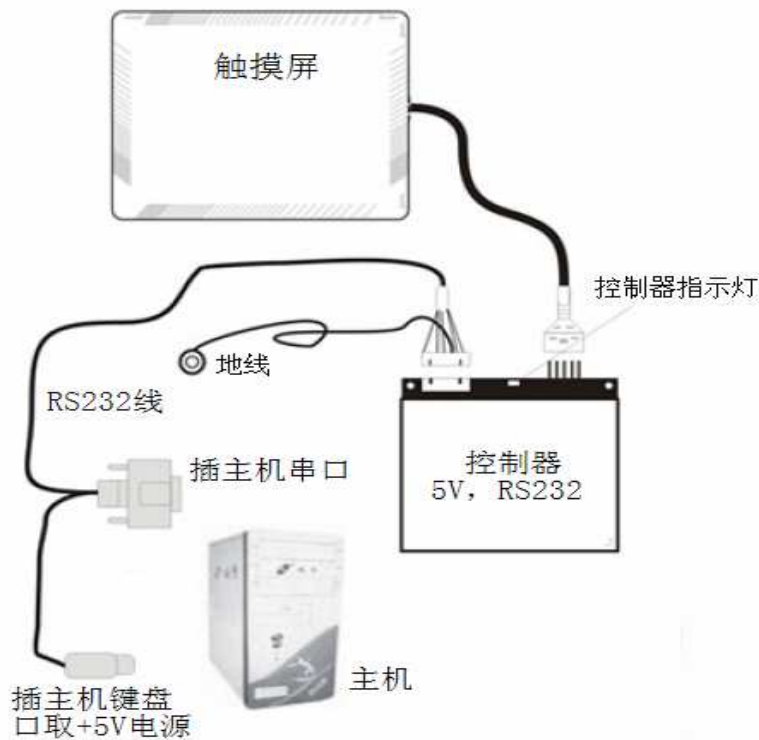 触摸屏
控制器指示灯
地线
RS232线
插主机串口
控制器
5V，RS232
主机
插主机键盘
口取+5V电源